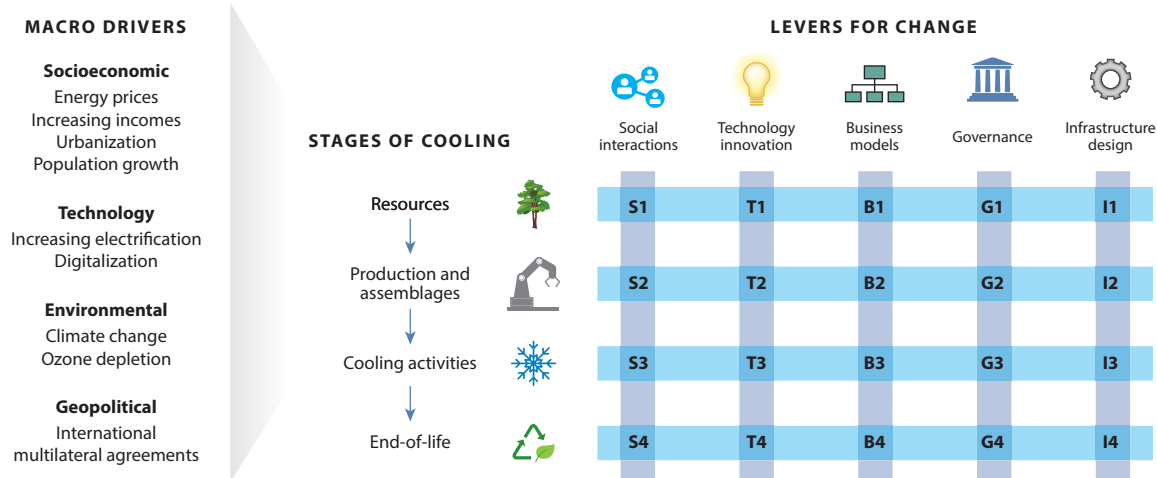 MACRO DRIVERS
Socioeconomic
Energy prices
Increasing incomes
Urbanization
Population growth
Technology
Increasing electrification
Digitalization
Environmental
Climate change
Ozone depletion
Geopolitical
International
multilateral agreements
STAGES OF COOLING
Resources
Production and
assemblages
Cooling activities
End-of-life
LEVERS FOR CHANGE
Social
interactions
Technology
innovation
Business
models
Governance
Infrastructure
design
S1 T1 B1 G1 I1
S2 T2 B2 G2 I2
S3 T3 B3 G3 I3
S4 T4 B4 G4 I4